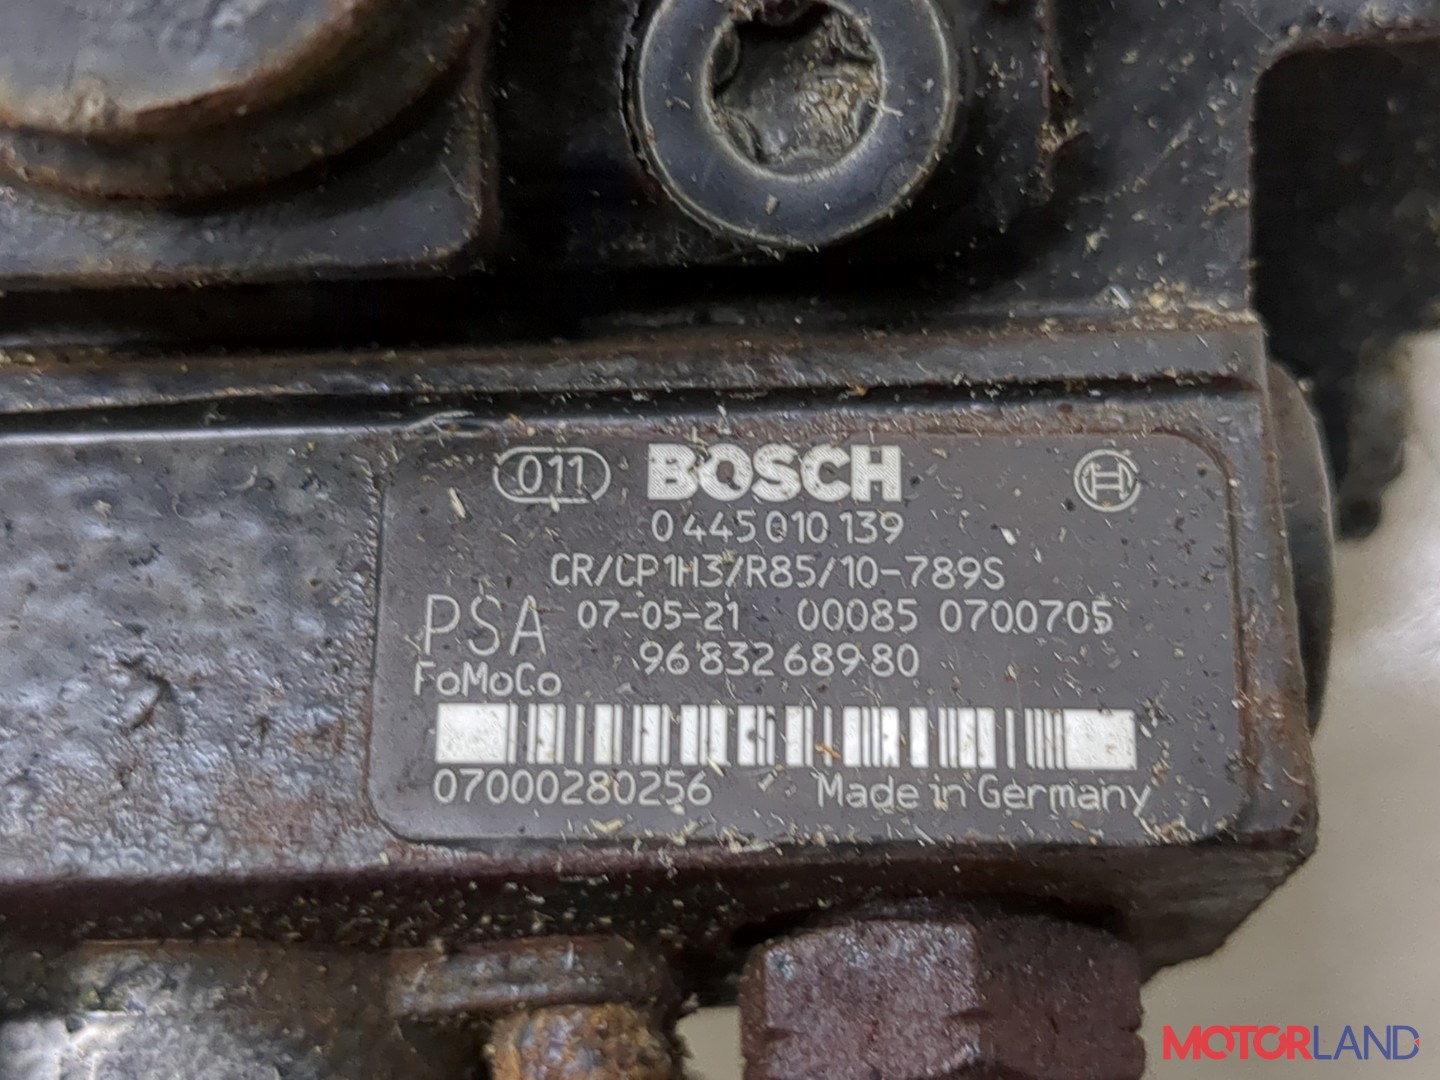 011 BOSCH
0 445 010 139
CR/CP1H3/R85/10-789S
PSA 07-05-21 00085 0700705
FoMoCo 96 832 689 80
07000280256 Made in Germany
MOTORLAND